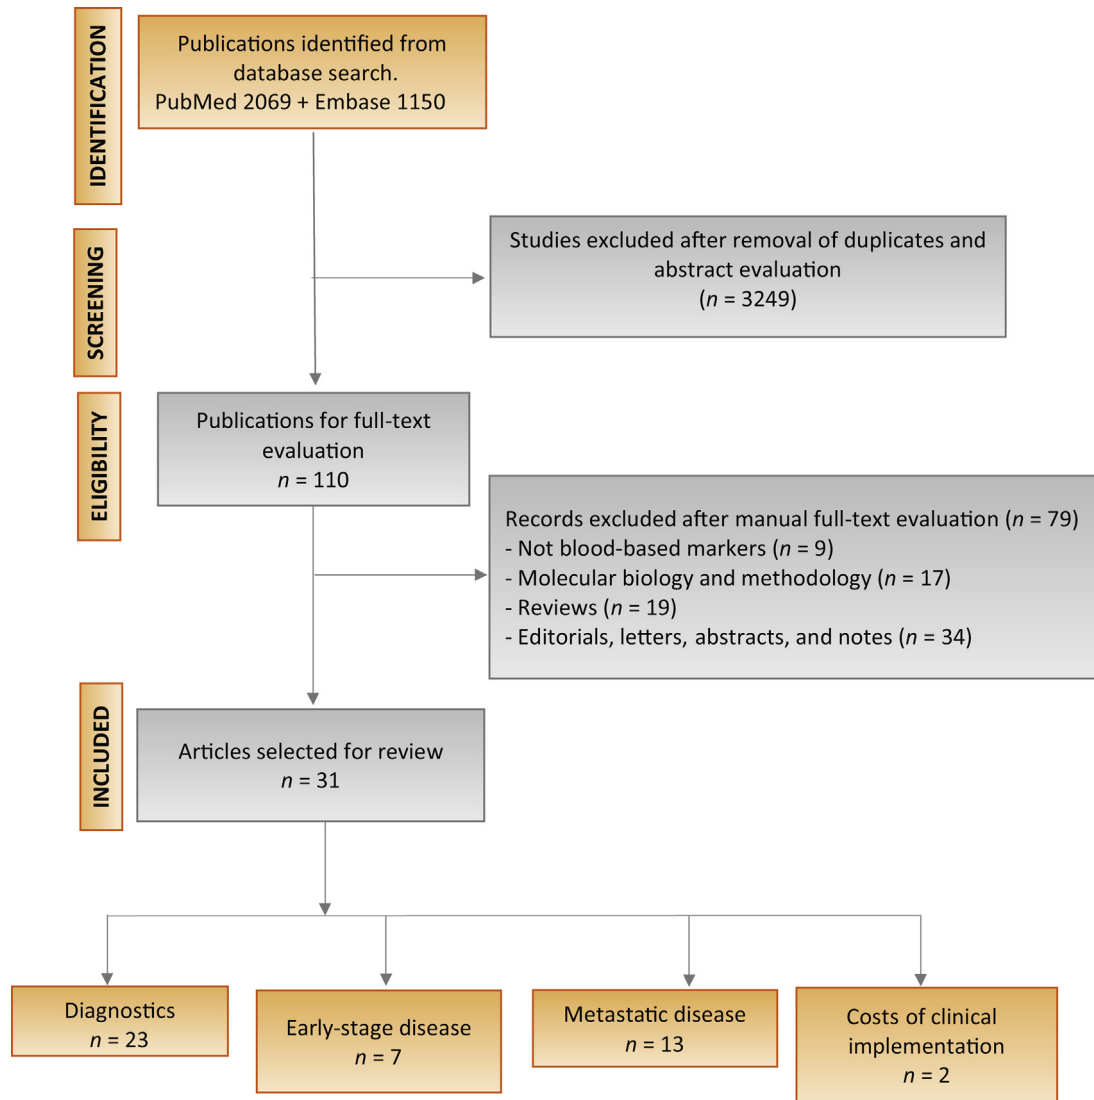 IDENTIFICATION
Publications identified from
database search.
PubMed 2069 + Embase 1150
SCREENING
Studies excluded after removal of duplicates and
abstract evaluation
(n = 3249)
ELIGIBILITY
Publications for full-text
evaluation
n = 110
Records excluded after manual full-text evaluation (n = 79)
- Not blood-based markers (n = 9)
- Molecular biology and methodology (n = 17)
- Reviews (n = 19)
- Editorials, letters, abstracts, and notes (n = 34)
INCLUDED
Articles selected for review
n = 31
Diagnostics
n = 23
Early-stage disease
n = 7
Metastatic disease
n = 13
Costs of clinical
implementation
n = 2